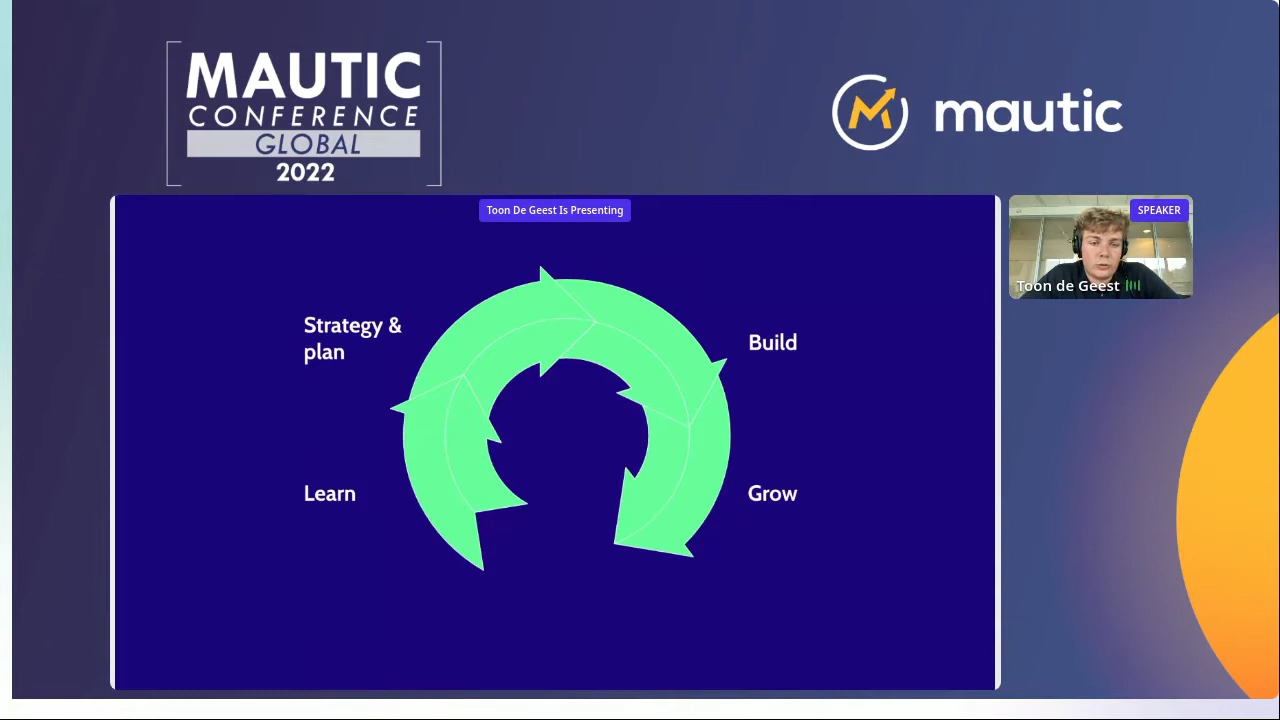 MAUTIC
CONFERENCE
GLOBAL
2022
mautic
Toon De Geest Is Presenting
SPEAKER
Toon de Geest
Strategy &
plan
Build
Learn
Grow